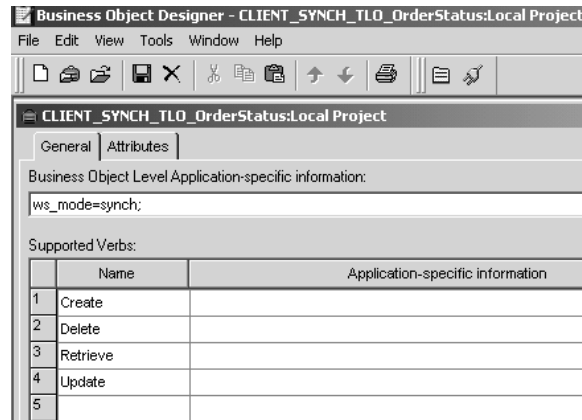 Business Object Designer - CLIENT_SYNCH_TLO_OrderStatus:Local Project
File Edit View Tools Window Help
CLIENT_SYNCH_TLO_OrderStatus:Local Project
General Attributes
Business Object Level Application-specific information:
ws_mode=synch;
Supported Verbs:
Name Application-specific information
1 Create
2 Delete
3 Retrieve
4 Update
5